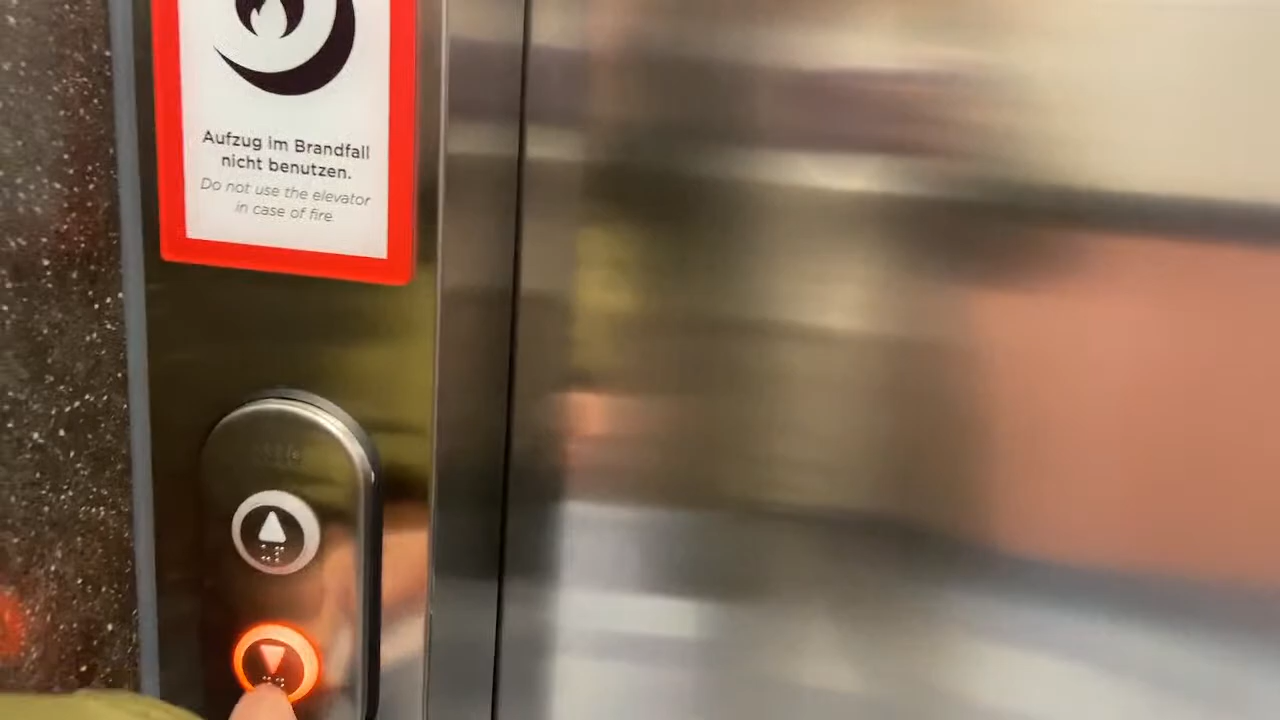 Aufzug im Brandfall
nicht benutzen.
Do not use the elevator
in case of fire